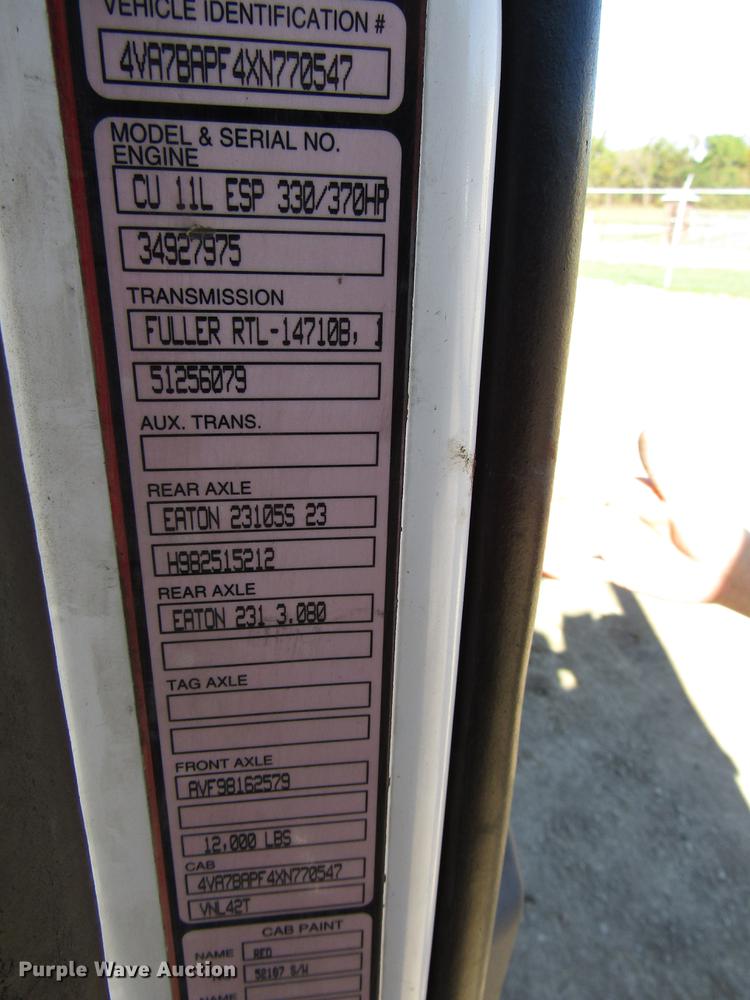 VEHICLE IDENTIFICATION #
4VA7BAPF4XN770547
MODEL & SERIAL NO.
ENGINE
CU 11L ESP 330/370HP
34927975
TRANSMISSION
FULLER RTL-14710B, 1
51256079
AUX. TRANS.
REAR AXLE
EATON 23105S 23
H982515212
REAR AXLE
EATON 231 3.080
TAG AXLE
FRONT AXLE
AVF98162579
12,000 LBS
CAB
4VA7BAPF4XN770547
VNL42T
CAB PAINT
NAME RED
52107 S/W
NAME
Purple Wave Auction